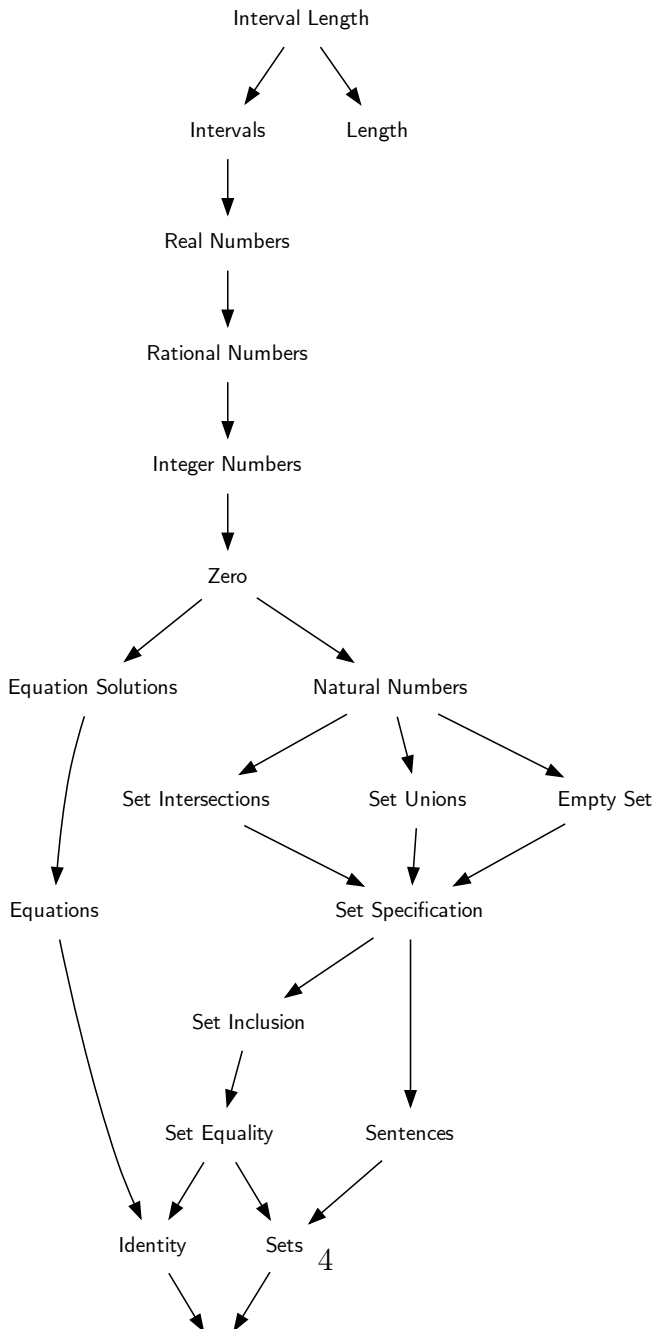 Interval Length
Intervals
Length
Real Numbers
Rational Numbers
Integer Numbers
Zero
Equation Solutions
Natural Numbers
Set Intersections
Set Unions
Empty Set
Equations
Set Specification
Set Inclusion
Set Equality
Sentences
Identity
Sets
4